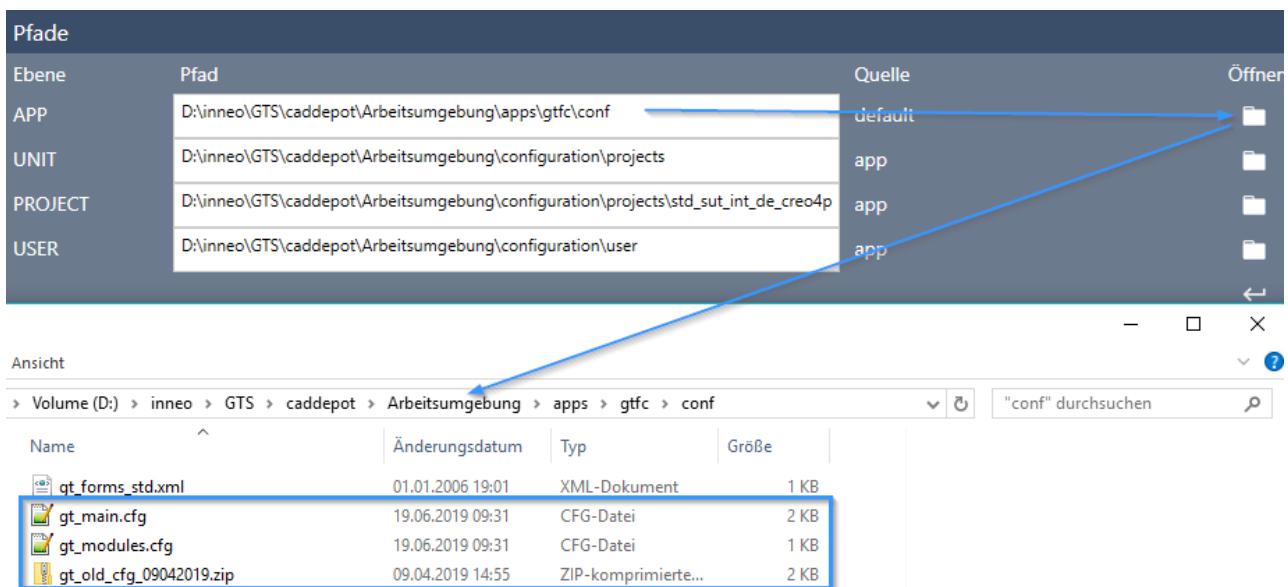 Pfade
Ebene Pfad Quelle Öffnen
APP D:\inneo\GTS\caddepot\Arbeitsumgebung\apps\gtfc\conf default
UNIT D:\inneo\GTS\caddepot\Arbeitsumgebung\configuration\projects app
PROJECT D:\inneo\GTS\caddepot\Arbeitsumgebung\configuration\projects\std_sut_int_de_creo4p app
USER D:\inneo\GTS\caddepot\Arbeitsumgebung\configuration\user app
Ansicht
› Volume (D:) › inneo › GTS › caddepot › Arbeitsumgebung › apps › gtfc › conf "conf" durchsuchen
Name Änderungsdatum Typ Größe
gt_forms_std.xml 01.01.2006 19:01 XML-Dokument 1 KB
gt_main.cfg 19.06.2019 09:31 CFG-Datei 2 KB
gt_modules.cfg 19.06.2019 09:31 CFG-Datei 1 KB
gt_old_cfg_09042019.zip 09.04.2019 14:55 ZIP-komprimierte... 2 KB